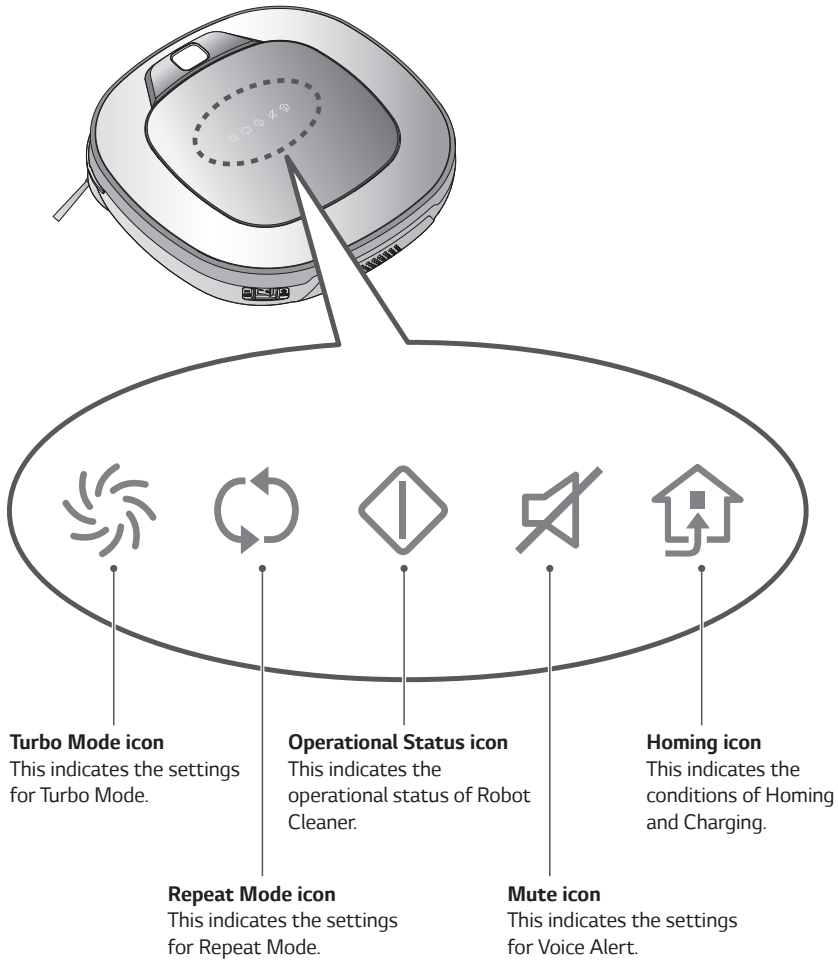 Turbo Mode icon
This indicates the settings
for Turbo Mode.
Operational Status icon
This indicates the
operational status of Robot
Cleaner.
Homing icon
This indicates the
conditions of Homing
and Charging.
Repeat Mode icon
This indicates the settings
for Repeat Mode.
Mute icon
This indicates the settings
for Voice Alert.